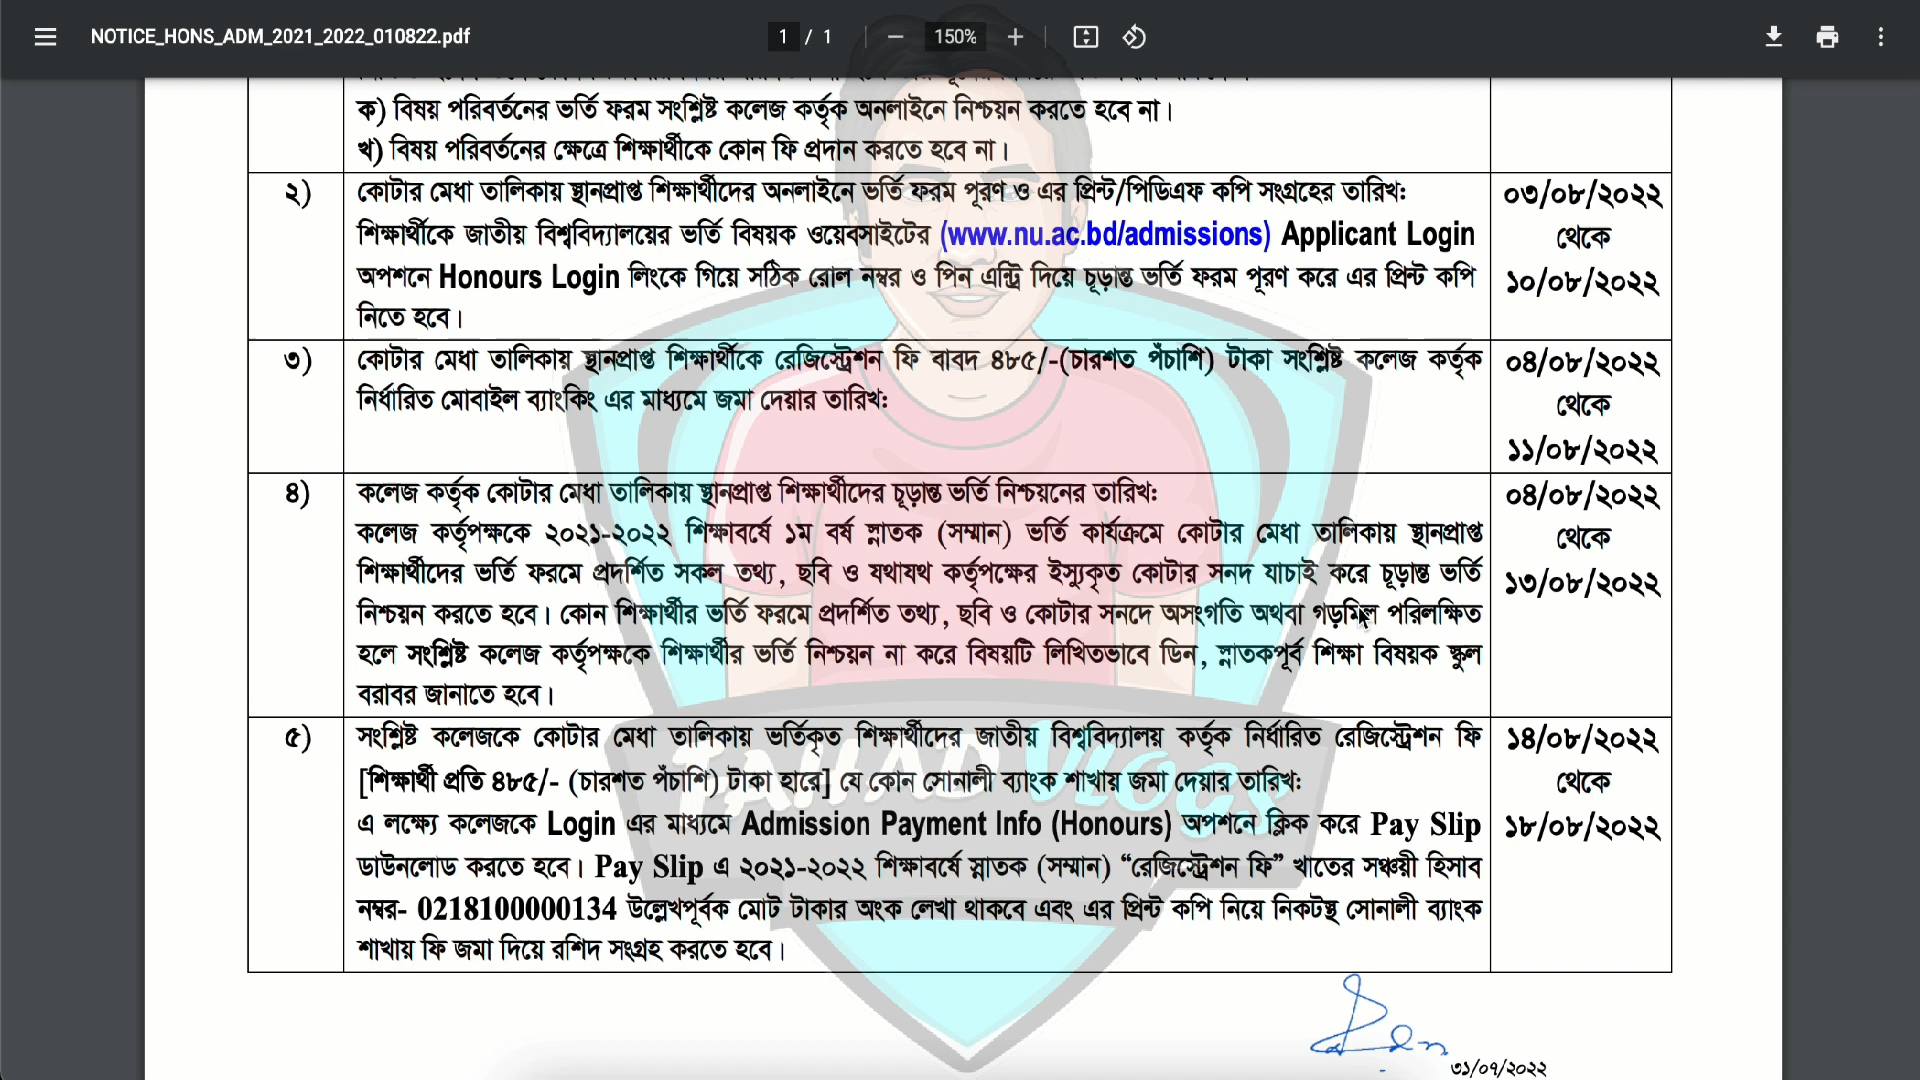 NOTICE_HONS_ADM_2021_2022_010822.pdf
1 / 1
150%
ক) বিষয় পরিবর্তনের ভর্তি ফরম সংশ্লিষ্ট কলেজ কর্তৃক অনলাইনে নিশ্চয়ন করতে হবে না।
খ) বিষয় পরিবর্তনের ক্ষেত্রে শিক্ষার্থীকে কোন ফি প্রদান করতে হবে না।
২)
কোটার মেধা তালিকায় স্থানপ্রাপ্ত শিক্ষার্থীদের অনলাইনে ভর্তি ফরম পূরণ ও এর প্রিন্ট/পিডিএফ কপি সংগ্রহের তারিখ:
শিক্ষার্থীকে জাতীয় বিশ্ববিদ্যালয়ের ভর্তি বিষয়ক ওয়েবসাইটের (www.nu.ac.bd/admissions) Applicant Login
অপশনে Honours Login লিংকে গিয়ে সঠিক রোল নম্বর ও পিন এন্ট্রি দিয়ে চূড়ান্ত ভর্তি ফরম পূরণ করে এর প্রিন্ট কপি
নিতে হবে।
০৩/০৮/২০২২
থেকে
১০/০৮/২০২২
৩)
কোটার মেধা তালিকায় স্থানপ্রাপ্ত শিক্ষার্থীকে রেজিস্ট্রেশন ফি বাবদ ৪৮৫/-(চারশত পঁচাশি) টাকা সংশ্লিষ্ট কলেজ কর্তৃক
নির্ধারিত মোবাইল ব্যাংকিং এর মাধ্যমে জমা দেয়ার তারিখ:
০৪/০৮/২০২২
থেকে
১১/০৮/২০২২
৪)
কলেজ কর্তৃক কোটার মেধা তালিকায় স্থানপ্রাপ্ত শিক্ষার্থীদের চূড়ান্ত ভর্তি নিশ্চয়নের তারিখ:
কলেজ কর্তৃপক্ষকে ২০২১-২০২২ শিক্ষাবর্ষে ১ম বর্ষ স্নাতক (সম্মান) ভর্তি কার্যক্রমে কোটার মেধা তালিকায় স্থানপ্রাপ্ত
শিক্ষার্থীদের ভর্তি ফরমে প্রদর্শিত সকল তথ্য, ছবি ও যথাযথ কর্তৃপক্ষের ইস্যুকৃত কোটার সনদ যাচাই করে চূড়ান্ত ভর্তি
নিশ্চয়ন করতে হবে। কোন শিক্ষার্থীর ভর্তি ফরমে প্রদর্শিত তথ্য, ছবি ও কোটার সনদে অসংগতি অথবা গড়মিল পরিলক্ষিত
হলে সংশ্লিষ্ট কলেজ কর্তৃপক্ষকে শিক্ষার্থীর ভর্তি নিশ্চয়ন না করে বিষয়টি লিখিতভাবে ডিন, স্নাতকপূর্ব শিক্ষা বিষয়ক স্কুল
বরাবর জানাতে হবে।
০৪/০৮/২০২২
থেকে
১৩/০৮/২০২২
৫)
সংশ্লিষ্ট কলেজকে কোটার মেধা তালিকায় ভর্তিকৃত শিক্ষার্থীদের জাতীয় বিশ্ববিদ্যালয় কর্তৃক নির্ধারিত রেজিস্ট্রেশন ফি
[শিক্ষার্থী প্রতি ৪৮৫/- (চারশত পঁচাশি) টাকা হারে] যে কোন সোনালী ব্যাংক শাখায় জমা দেয়ার তারিখ:
এ লক্ষ্যে কলেজকে Login এর মাধ্যমে Admission Payment Info (Honours) অপশনে ক্লিক করে Pay Slip
ডাউনলোড করতে হবে। Pay Slip এ ২০২১-২০২২ শিক্ষাবর্ষে স্নাতক (সম্মান) “রেজিস্ট্রেশন ফি” খাতের সঞ্চয়ী হিসাব
নম্বর- 0218100000134 উল্লেখপূর্বক মোট টাকার অংক লেখা থাকবে এবং এর প্রিন্ট কপি নিয়ে নিকটস্থ সোনালী ব্যাংক
শাখায় ফি জমা দিয়ে রশিদ সংগ্রহ করতে হবে।
১৪/০৮/২০২২
থেকে
১৮/০৮/২০২২
FAHAD VLOGS
৩১/০৭/২০২২